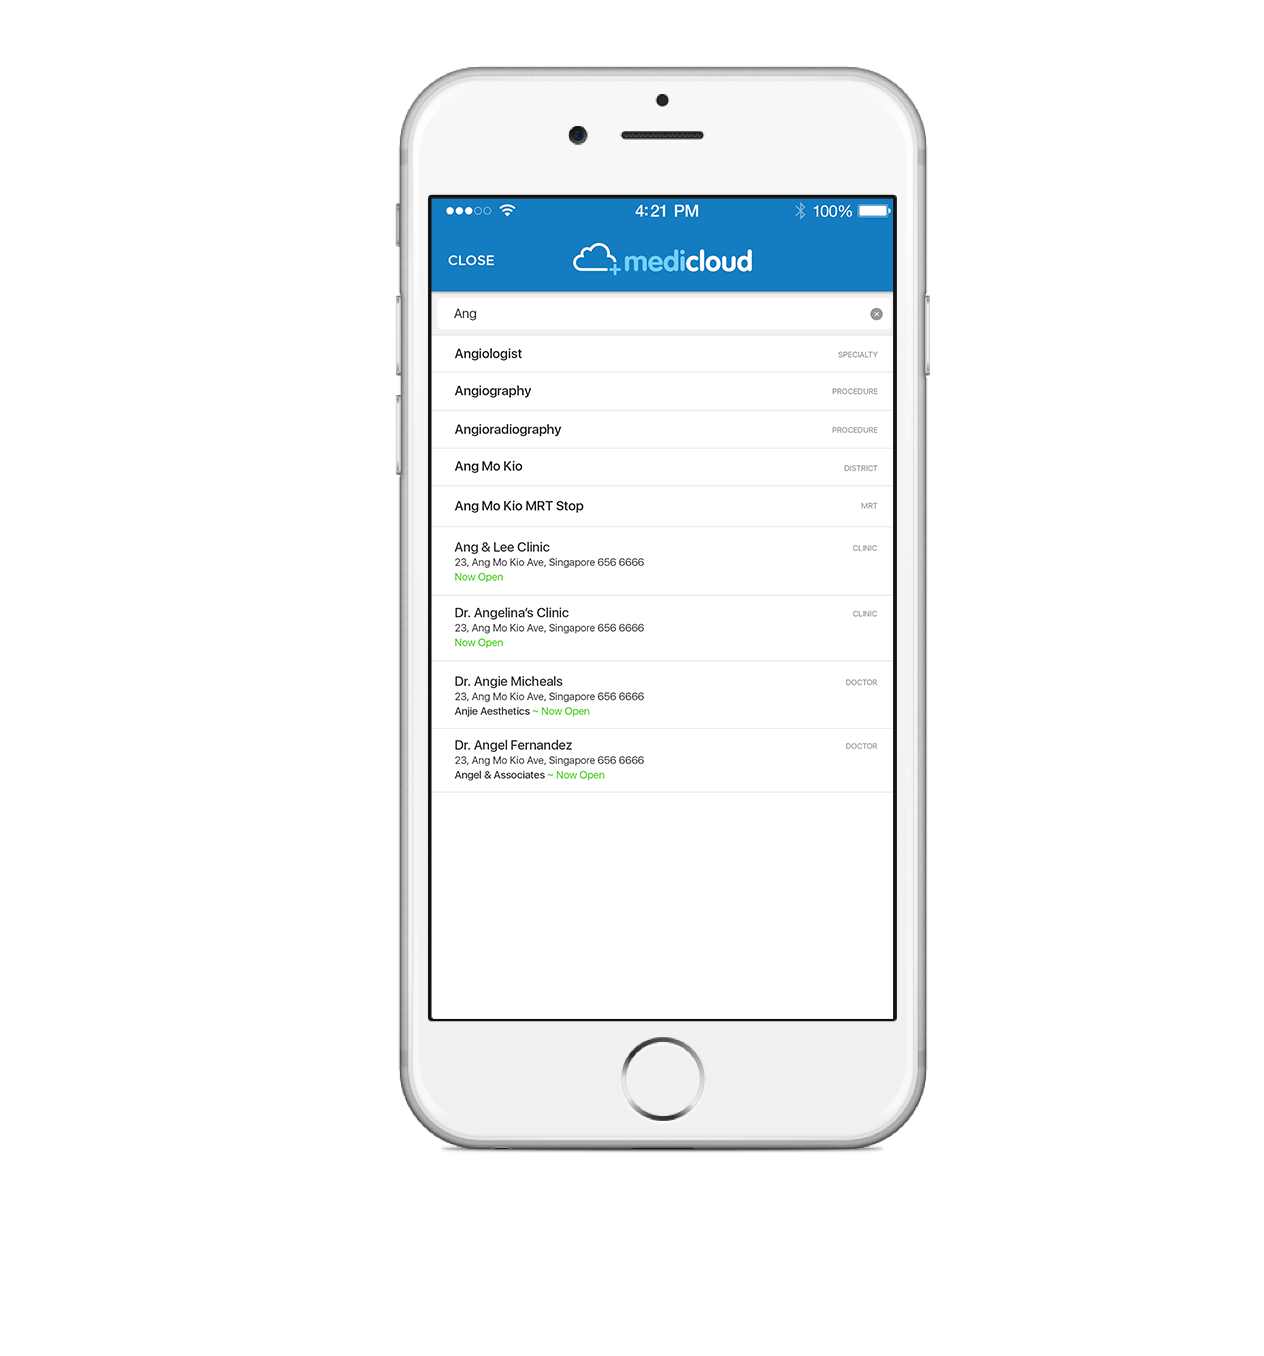 4:21 PM 100%
CLOSE medicloud
Ang
Angiologist SPECIALTY
Angiography PROCEDURE
Angioradiography PROCEDURE
Ang Mo Kio DISTRICT
Ang Mo Kio MRT Stop MRT
Ang & Lee Clinic CLINIC
23, Ang Mo Kio Ave, Singapore 656 6666
Now Open
Dr. Angelina’s Clinic CLINIC
23, Ang Mo Kio Ave, Singapore 656 6666
Now Open
Dr. Angie Micheals DOCTOR
23, Ang Mo Kio Ave, Singapore 656 6666
Anjie Aesthetics ~ Now Open
Dr. Angel Fernandez DOCTOR
23, Ang Mo Kio Ave, Singapore 656 6666
Angel & Associates ~ Now Open